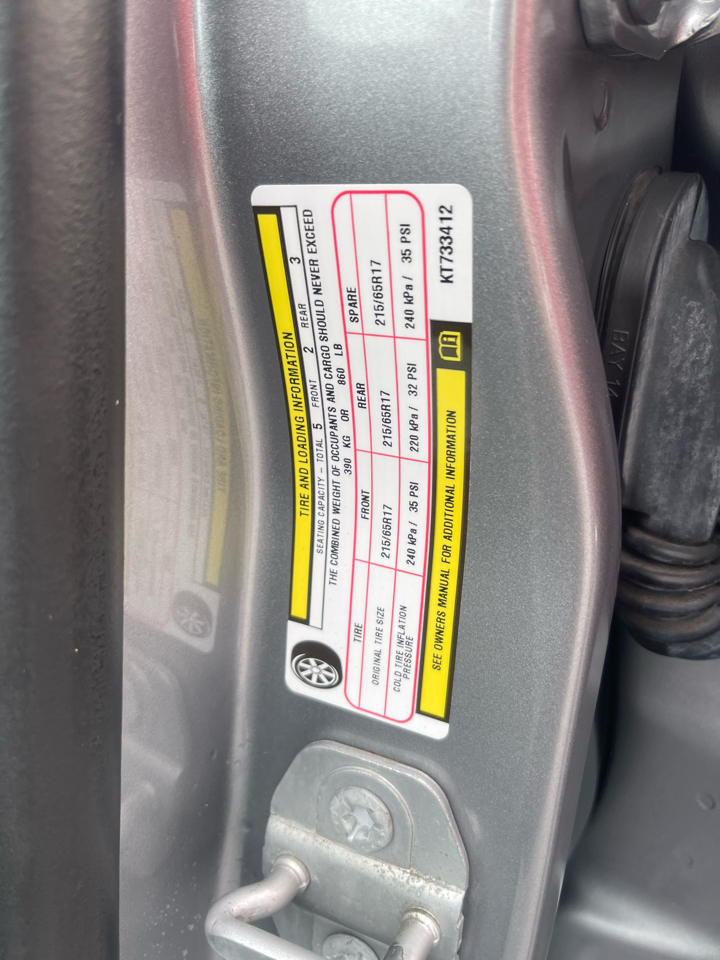 TIRE AND LOADING INFORMATION
SEATING CAPACITY – TOTAL 5 FRONT 2 REAR 3
THE COMBINED WEIGHT OF OCCUPANTS AND CARGO SHOULD NEVER EXCEED
390 KG OR 860 LB
TIRE FRONT REAR SPARE
ORIGINAL TIRE SIZE 215/65R17 215/65R17 215/65R17
COLD TIRE INFLATION
PRESSURE 240 kPa / 35 PSI 220 kPa / 32 PSI 240 kPa / 35 PSI
SEE OWNERS MANUAL FOR ADDITIONAL INFORMATION
KT733412
BAY 14